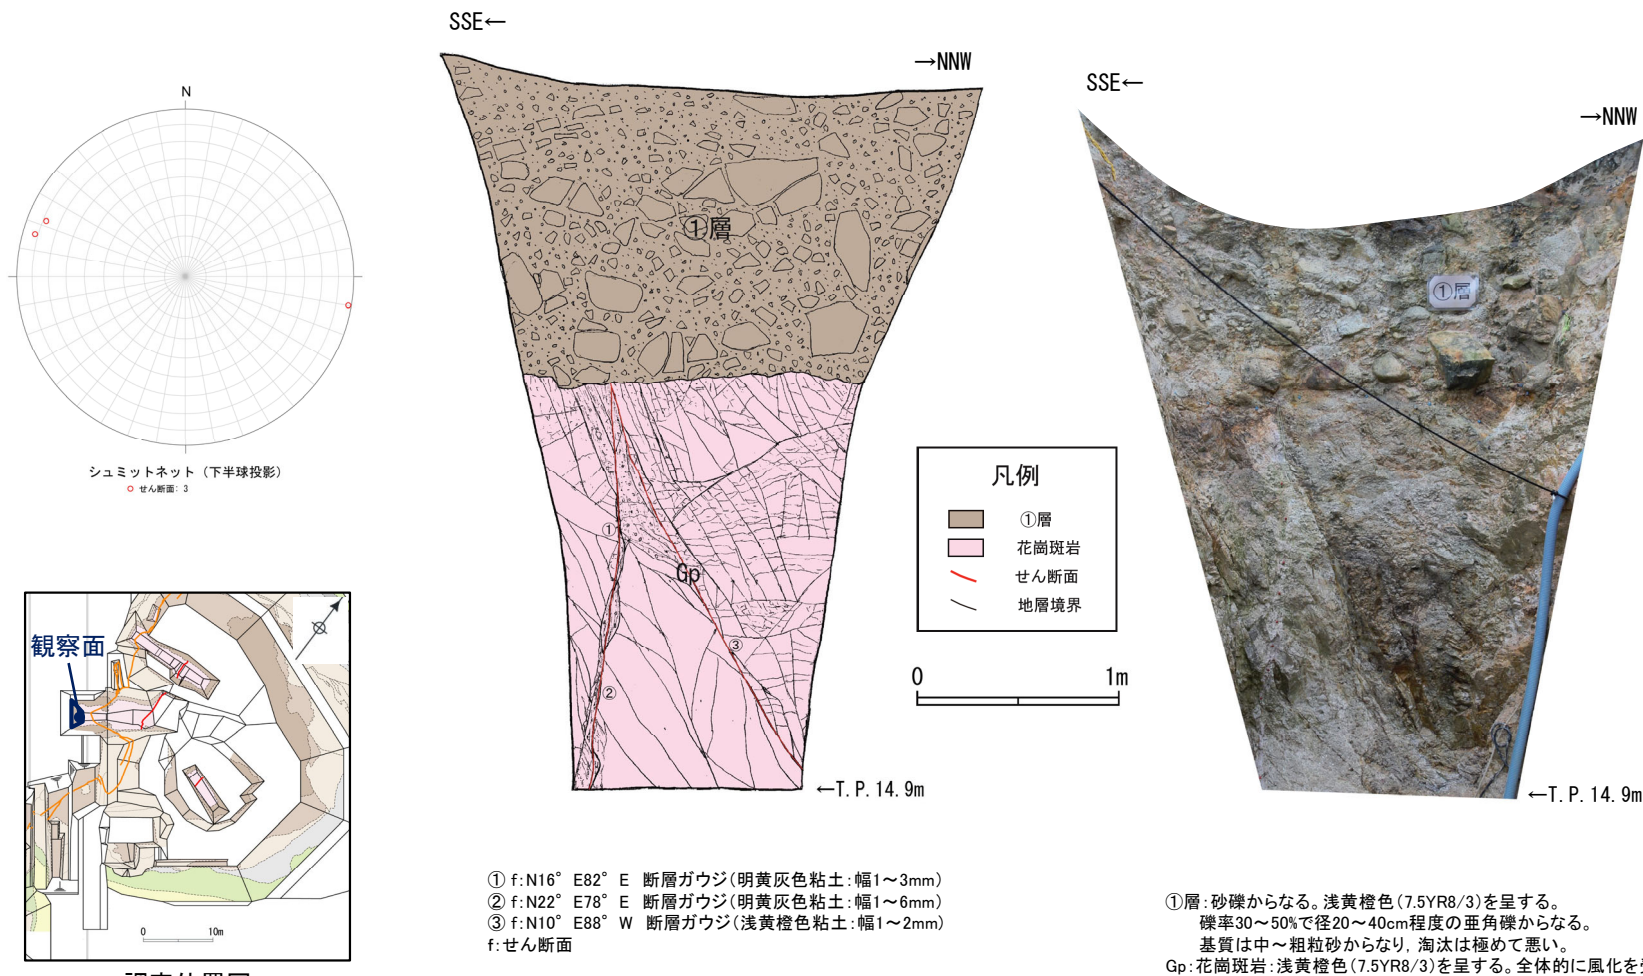 SSE←
→NNW
N
シュミットネット（下半球投影）
せん断面: 3
①層
①
Gp
③
②
←T.P.14.9m
凡例
①層
花崗斑岩
せん断面
地層境界
0 1m
SSE←
→NNW
①層
←T.P.14.9m
観察面
0 10m
① f:N16°E82°E 断層ガウジ(明黄灰色粘土:幅1～3mm)
② f:N22°E78°E 断層ガウジ(明黄灰色粘土:幅1～6mm)
③ f:N10°E88°W 断層ガウジ(浅黄橙色粘土:幅1～2mm)
f:せん断面
①層:砂礫からなる。浅黄橙色(7.5YR8/3)を呈する。
礫率30～50%で径20～40cm程度の亜角礫からなる。
基質は中～粗粒砂からなり, 淘汰は極めて悪い。
Gp:花崗斑岩:浅黄橙色(7.5YR8/3)を呈する。全体的に風化を